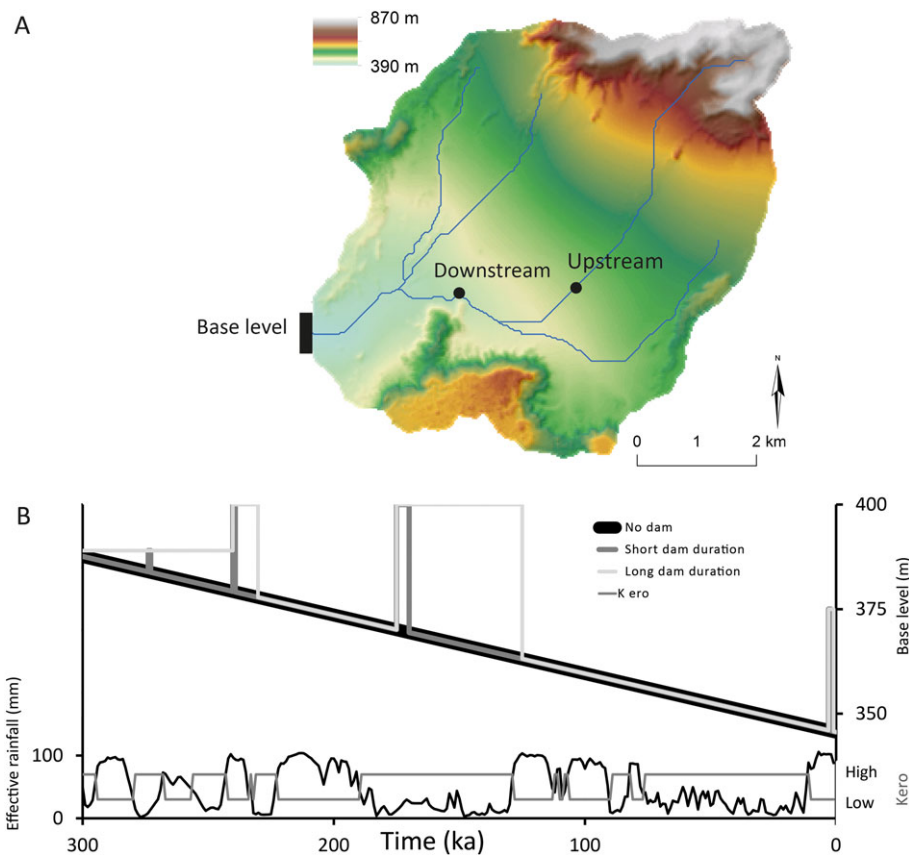 A
870 m
390 m
Downstream
Upstream
Base level
N
0 1 2 km
B
No dam
Short dam duration
Long dam duration
K ero
400
375
345
Base level (m)
Effective rainfall (mm)
100
0
High
Low
Kero
300
200
100
0
Time (ka)